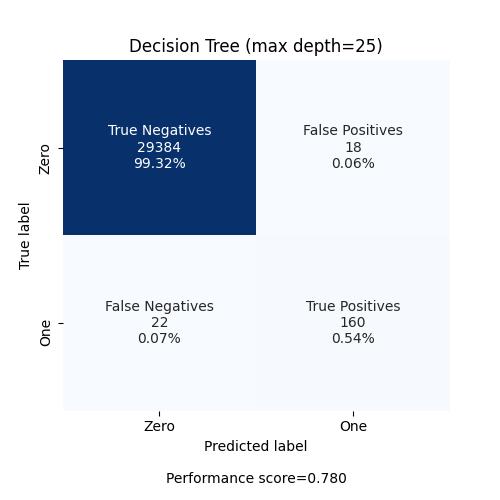 Decision Tree (max depth=25)
True Negatives
29384
99.32%
False Positives
18
0.06%
False Negatives
22
0.07%
True Positives
160
0.54%
Zero
One
True label
Zero
One
Predicted label
Performance score=0.780